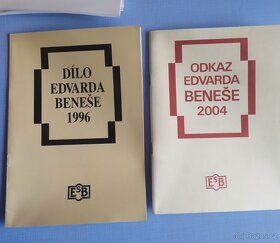 DÍLO
EDVARDA
BENEŠE
1996
ESB
ODKAZ
EDVARDA
BENEŠE
2004
ESB